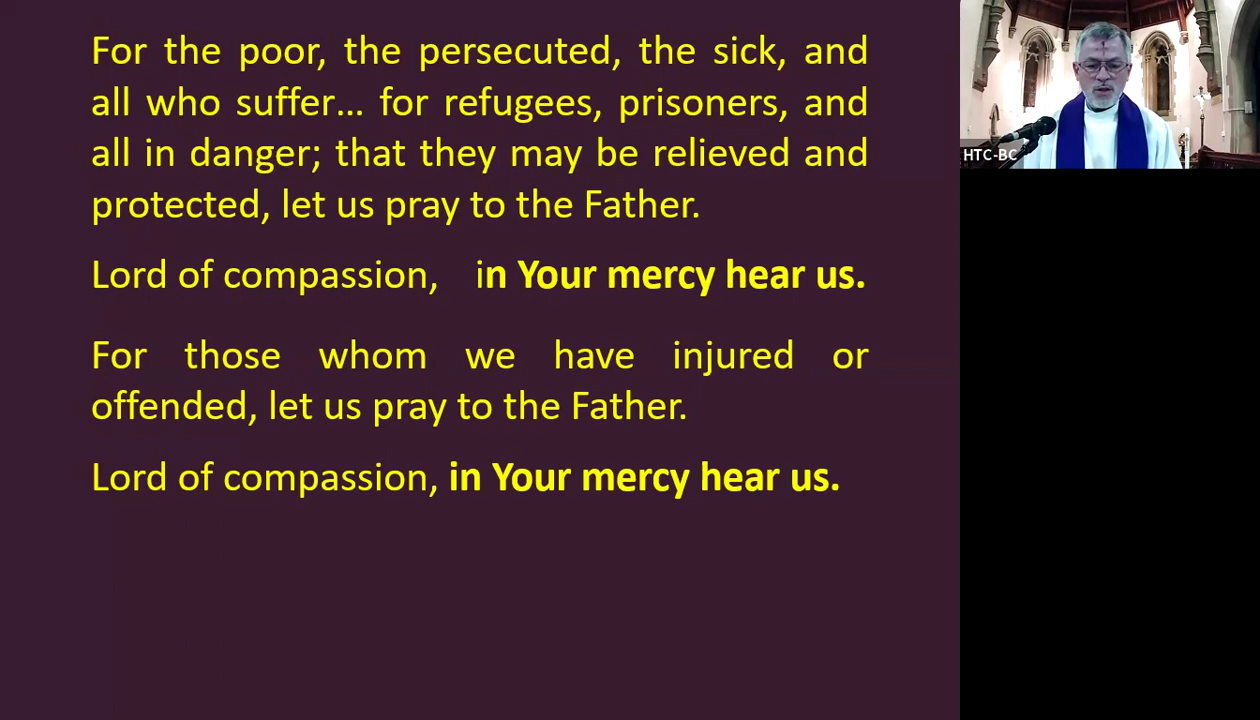 For the poor, the persecuted, the sick, and
all who suffer... for refugees, prisoners, and
all in danger; that they may be relieved and
protected, let us pray to the Father.
Lord of compassion, in Your mercy hear us.
For those whom we have injured or
offended, let us pray to the Father.
Lord of compassion, in Your mercy hear us.
HTC-BC